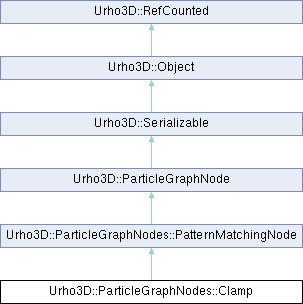 Urho3D::RefCounted
Urho3D::Object
Urho3D::Serializable
Urho3D::ParticleGraphNode
Urho3D::ParticleGraphNodes::PatternMatchingNode
Urho3D::ParticleGraphNodes::Clamp